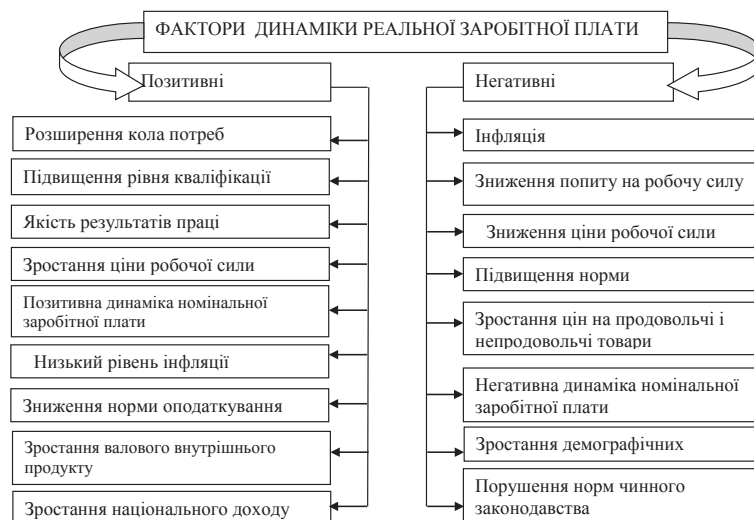 ФАКТОРИ ДИНАМІКИ РЕАЛЬНОЇ ЗАРОБІТНОЇ ПЛАТИ
Позитивні
Розширення кола потреб
Підвищення рівня кваліфікації
Якість результатів праці
Зростання ціни робочої сили
Позитивна динаміка номінальної
заробітної плати
Низький рівень інфляції
Зниження норми оподаткування
Зростання валового внутрішнього
продукту
Зростання національного доходу
Негативні
Інфляція
Зниження попиту на робочу силу
Зниження ціни робочої сили
Підвищення норми
Зростання цін на продовольчі і
непродовольчі товари
Негативна динаміка номінальної
заробітної плати
Зростання демографічних
Порушення норм чинного
законодавства